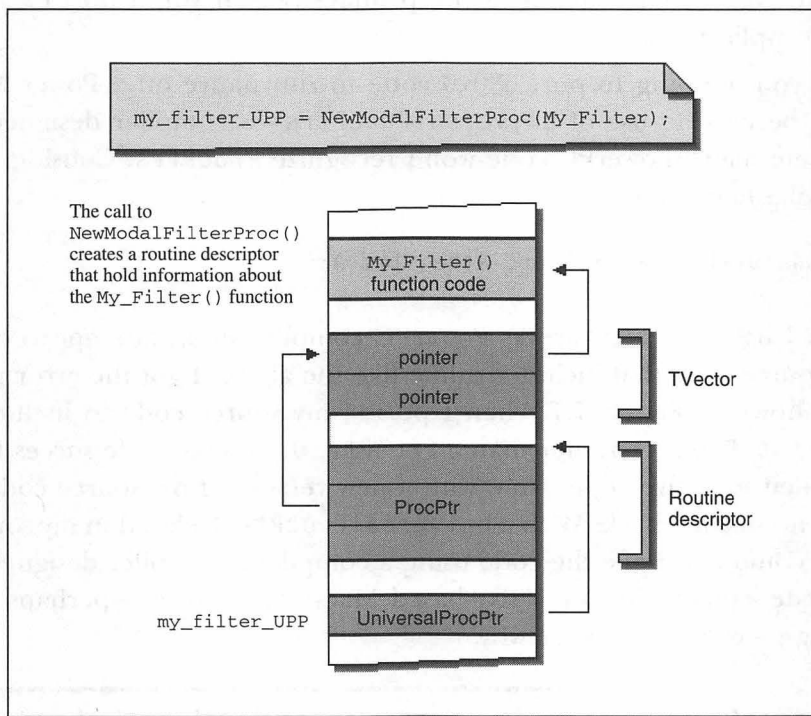 my_filter_UPP = NewModalFilterProc(My_Filter);
The call to
NewModalFilterProc()
creates a routine descriptor
that hold information about
the My_Filter() function
My_Filter()
function code
pointer
pointer
TVector
ProcPtr
Routine
descriptor
my_filter_UPP
UniversalProcPtr